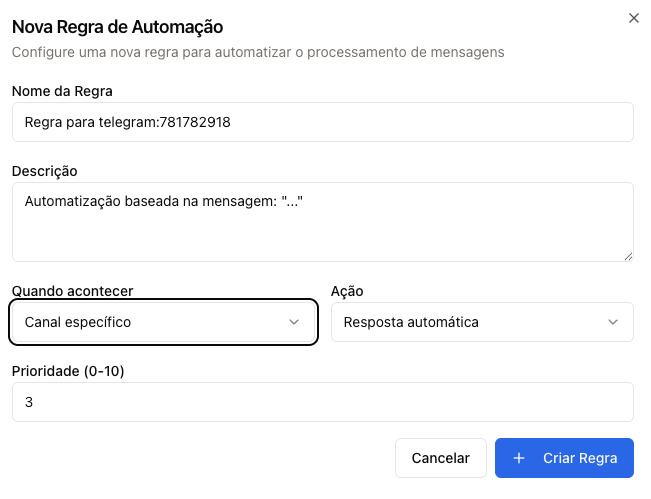 Nova Regra de Automação
Configure uma nova regra para automatizar o processamento de mensagens
Nome da Regra
Regra para telegram:781782918
Descrição
Automatização baseada na mensagem: "..."
Quando acontecer
Ação
Canal específico
Resposta automática
Prioridade (0-10)
3
Cancelar
Criar Regra